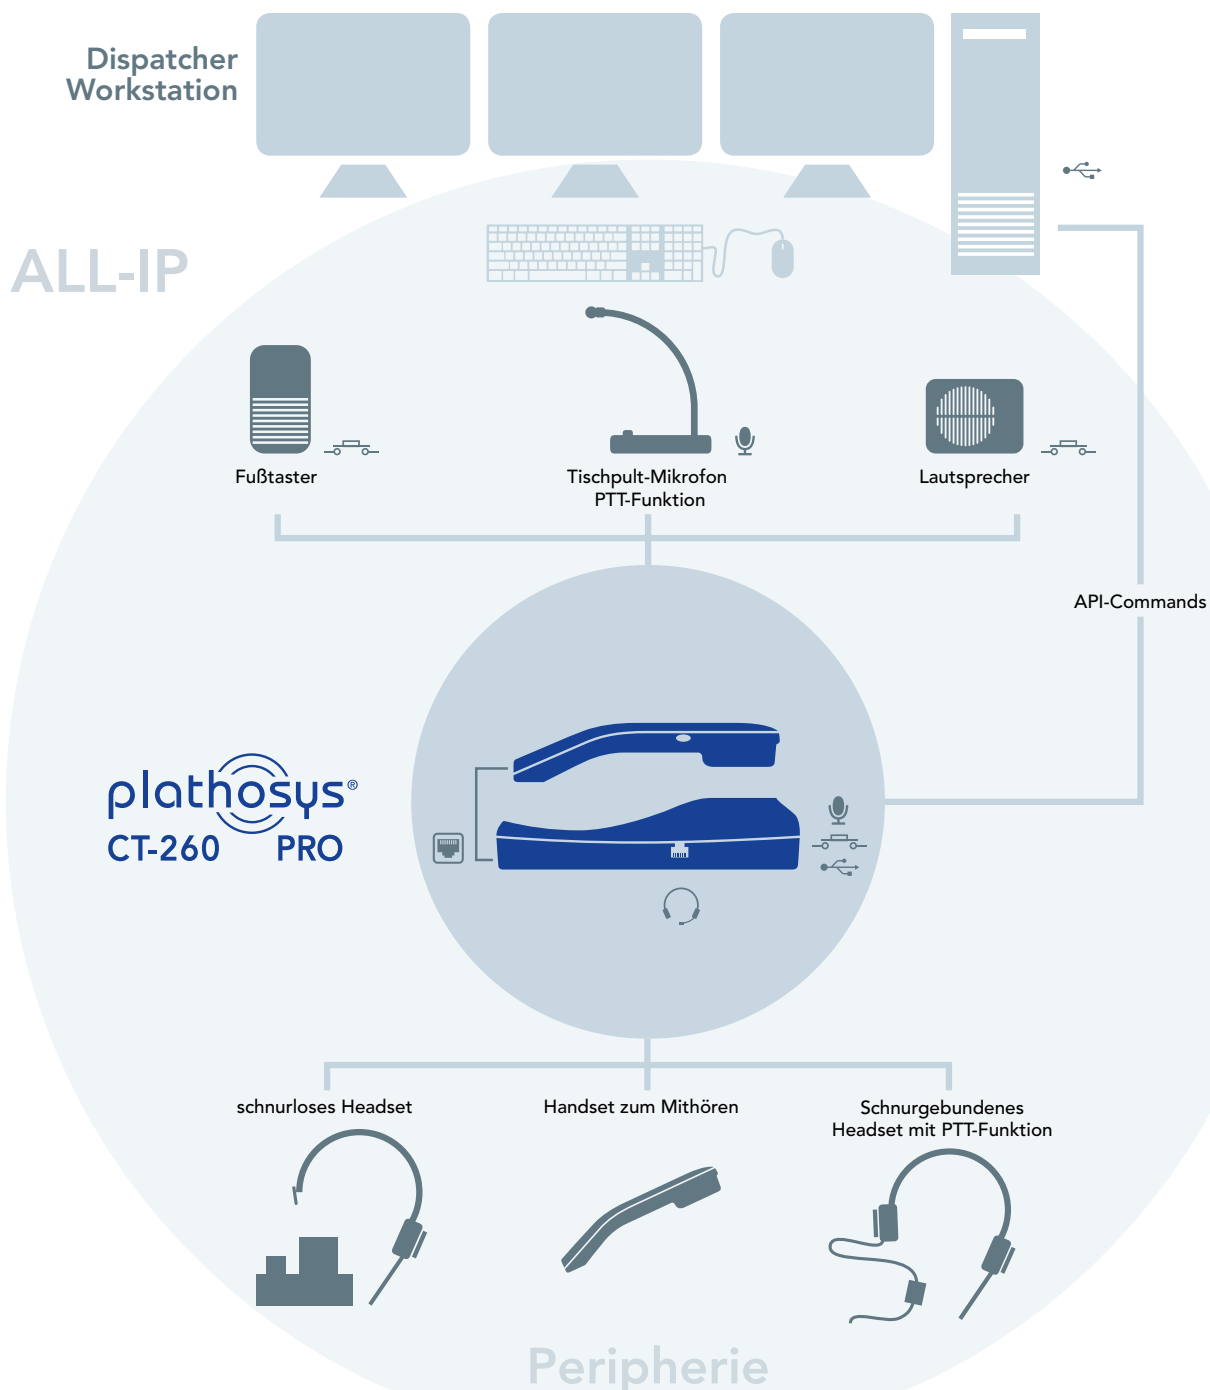 Dispatcher
Workstation
ALL-IP
Fußtaster
Tischpult-Mikrofon
PTT-Funktion
Lautsprecher
API-Commands
plathosys®
CT-260 PRO
schnurloses Headset
Handset zum Mithören
Schnurgebundenes
Headset mit PTT-Funktion
Peripherie